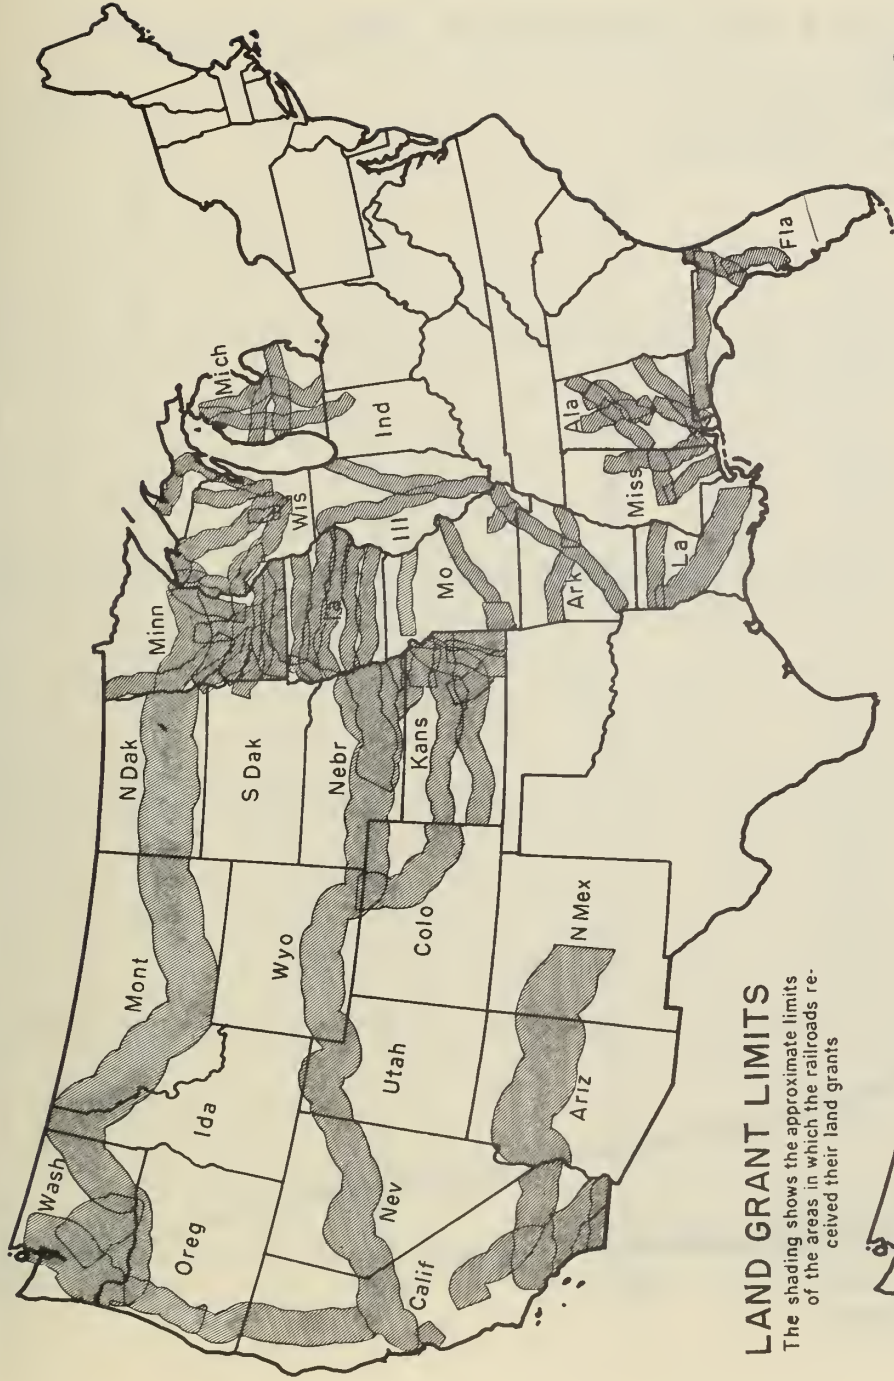 LAND GRANT LIMITS
The shading shows the approximate limits
of the areas in which the railroads re-
ceived their land grants
Wash
Oreg
Calif
Nev
Ida
Mont
Wyo
Utah
Ariz
Colo
N Mex
N Dak
S Dak
Nebr
Kans
Minn
Ia
Mo
Ark
La
Wis
Ill
Miss
Mich
Ind
Ala
Fla